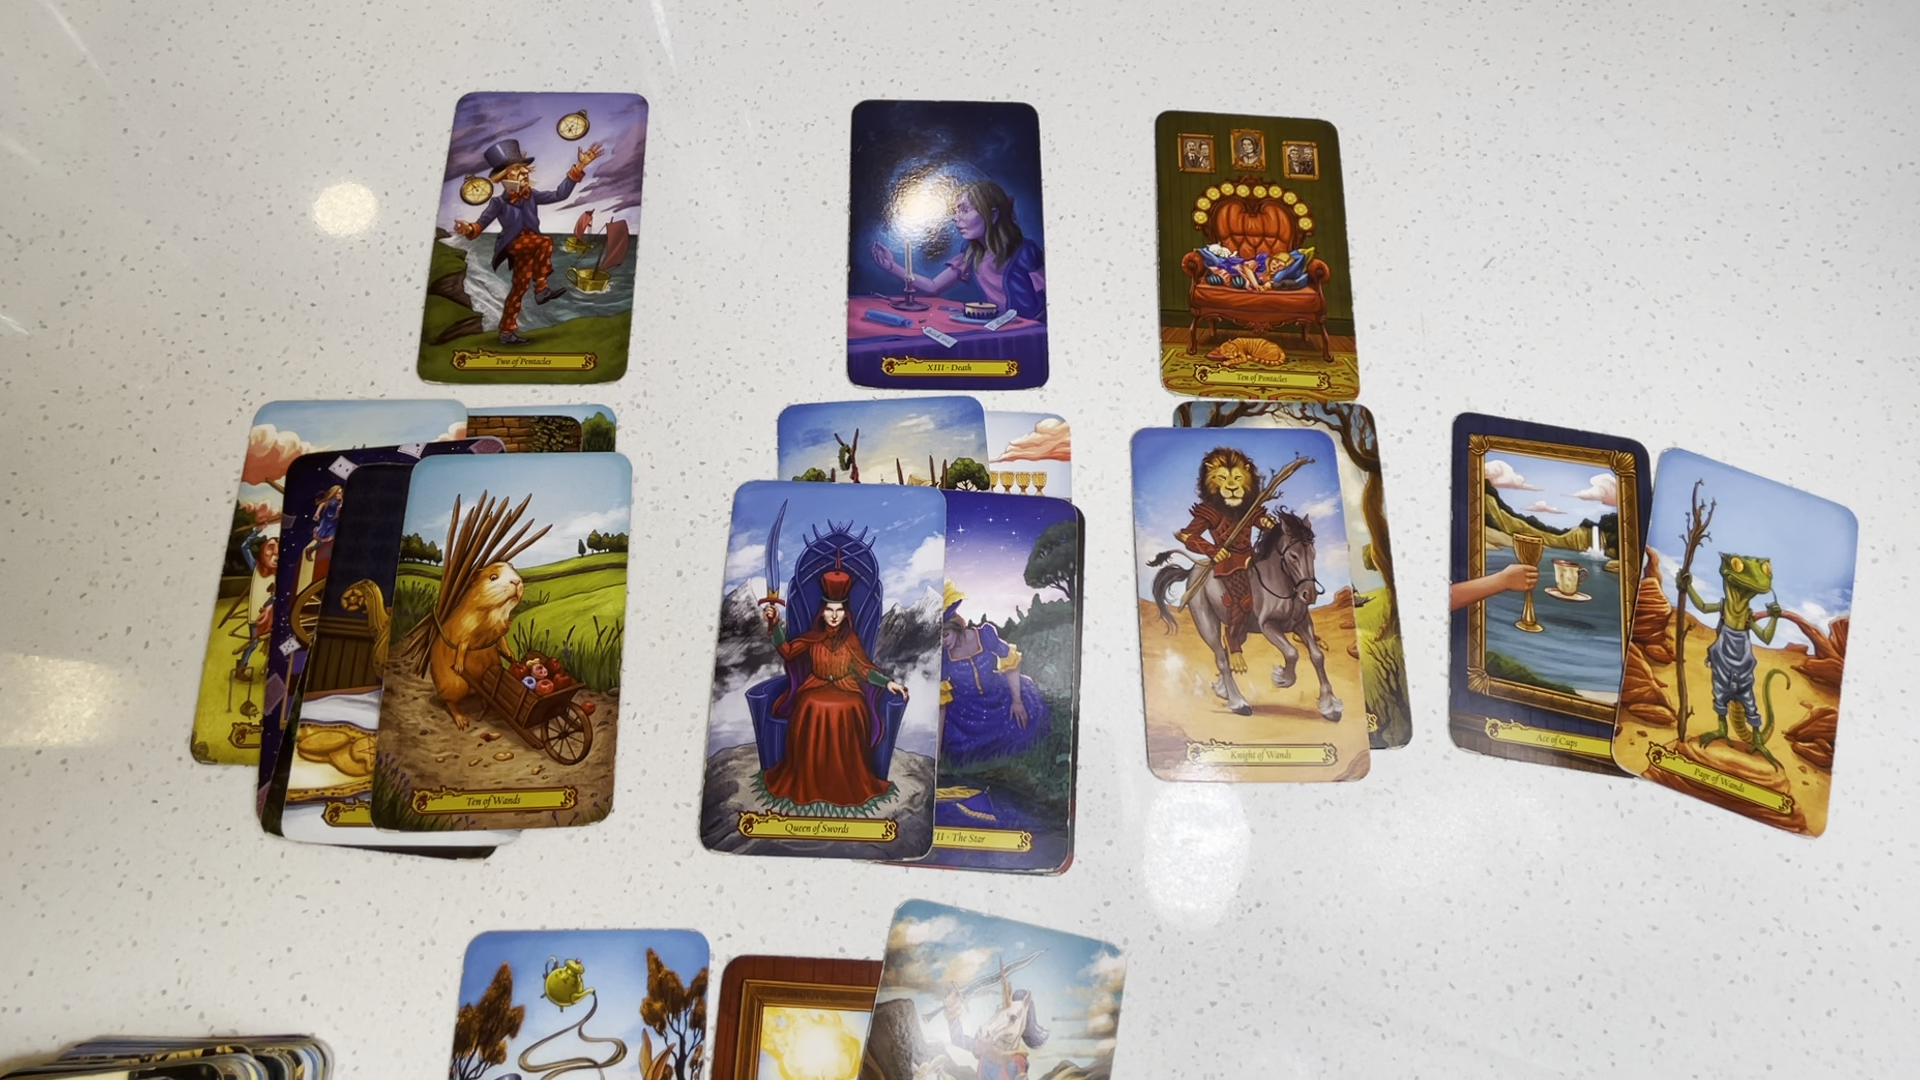 Two of Pentacles
XIII · Death
Ten of Pentacles
Ten of Wands
Queen of Swords
II · The Star
Knight of Wands
Ace of Cups
Page of Wands